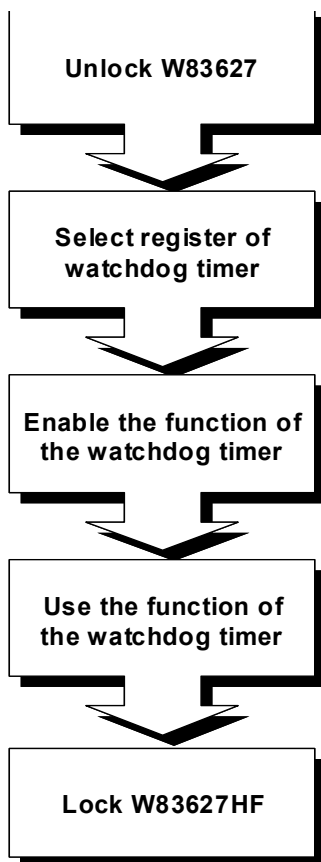 Unlock W83627
Select register of
watchdog timer
Enable the function of
the watchdog timer
Use the function of
the watchdog timer
Lock W83627HF